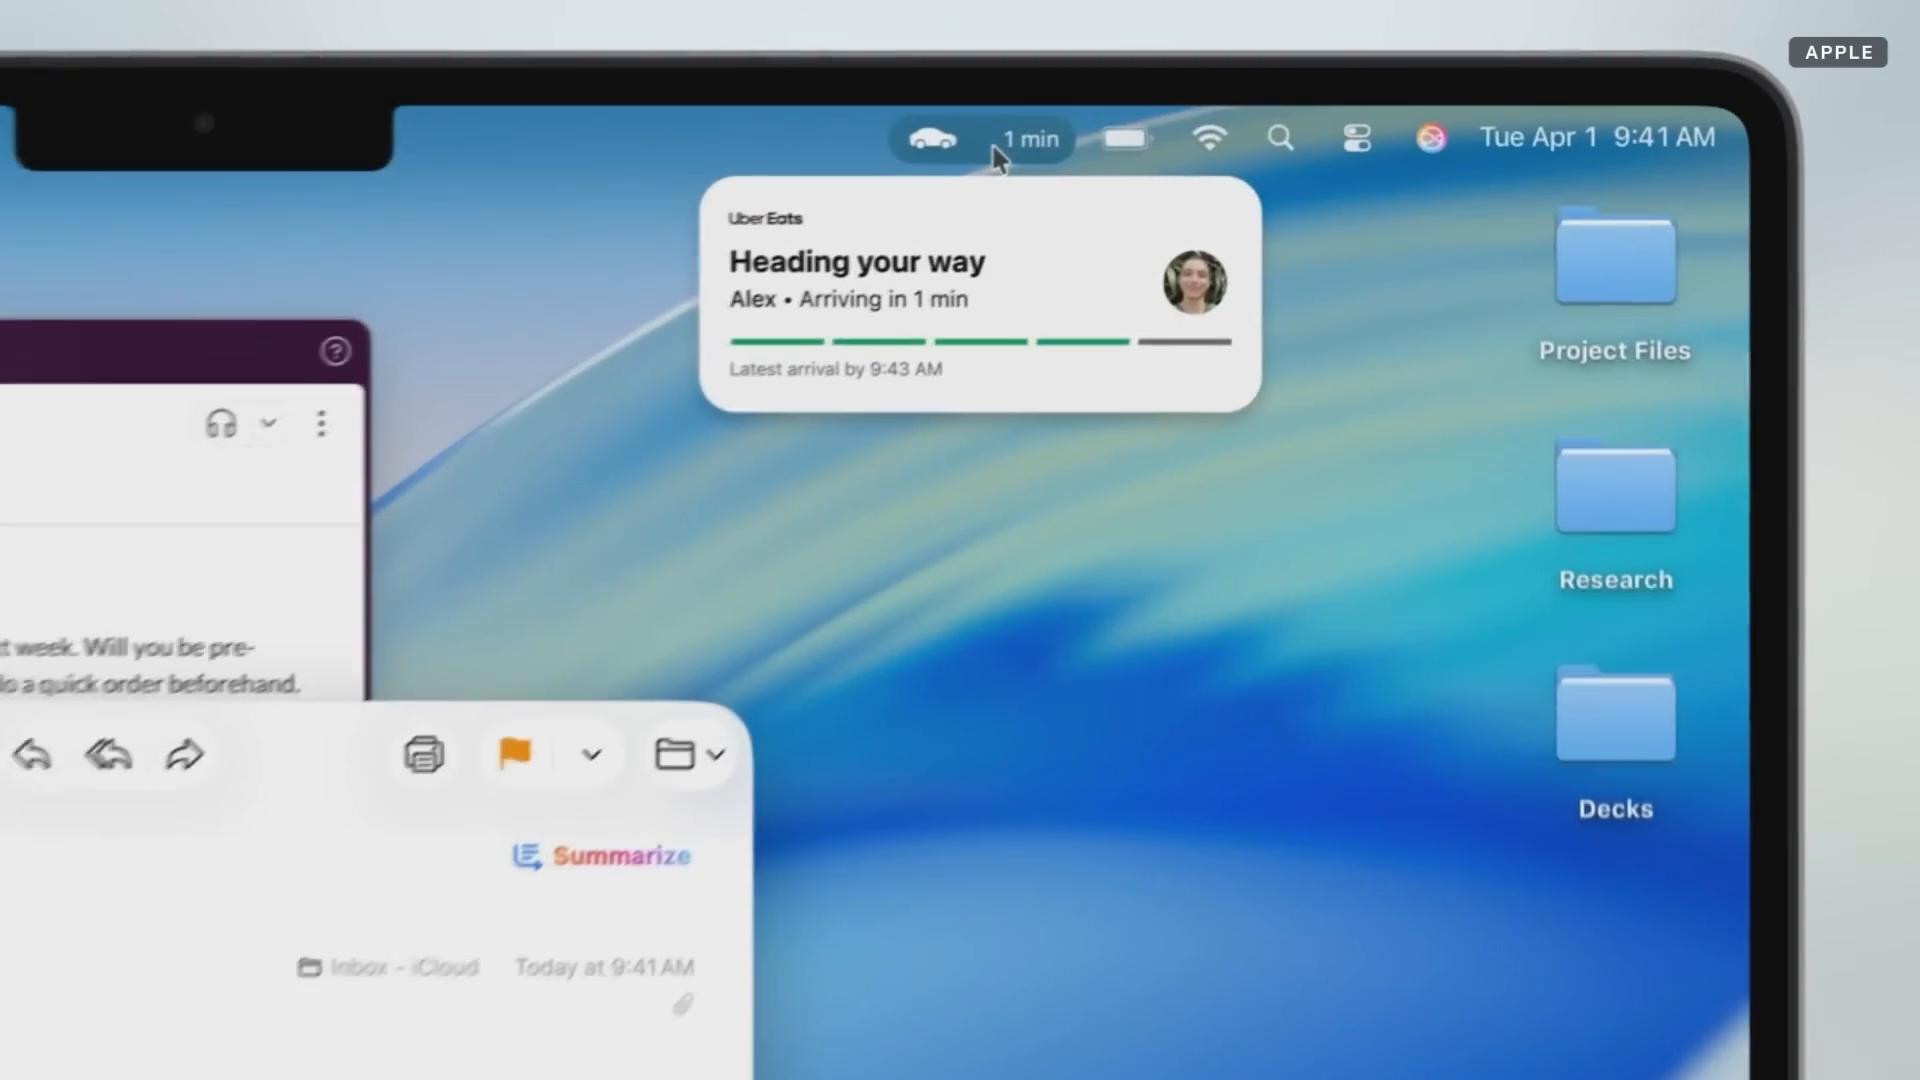 APPLE
1 min
Tue Apr 1 9:41 AM
Uber Eats
Heading your way
Alex • Arriving in 1 min
Latest arrival by 9:43 AM
Project Files
Research
Decks
week. Will you be pre-
a quick order beforehand.
Summarize
Inbox - iCloud Today at 9:41 AM